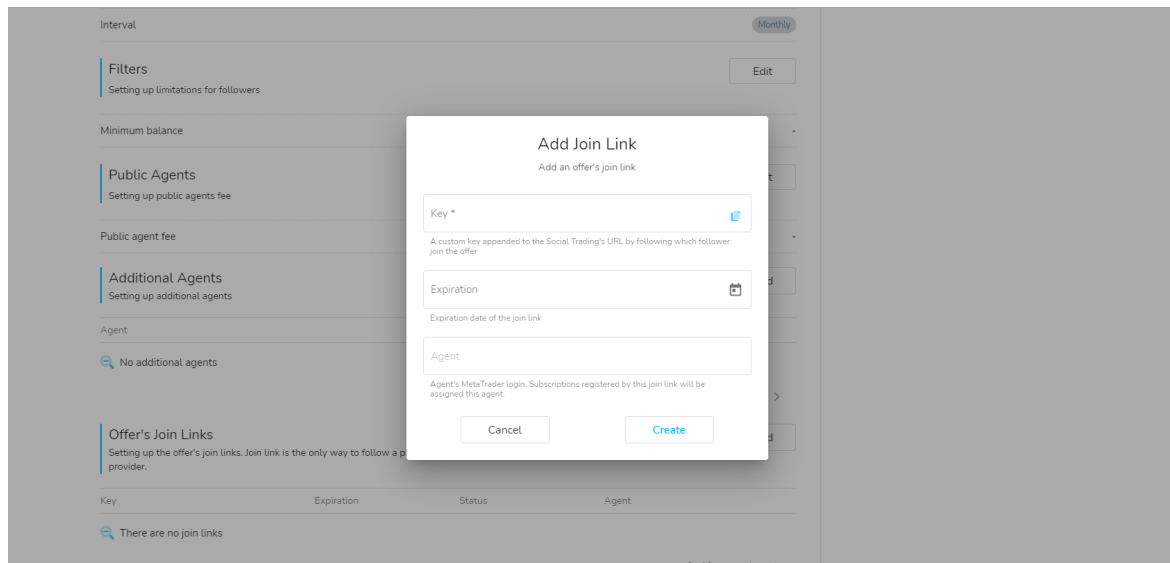 Interval
Monthly
Filters
Edit
Setting up limitations for followers
Minimum balance
-
Public Agents
t
Setting up public agents fee
Public agent fee
-
Additional Agents
d
Setting up additional agents
Agent
No additional agents
Offer's Join Links
d
Setting up the offer's join links. Join link is the only way to follow a p
provider.
Key Expiration Status Agent
There are no join links
Add Join Link
Add an offer's join link
Key *
A custom key appended to the Social Trading's URL by following which follower
join the offer
Expiration
Expiration date of the join link
Agent
Agent's MetaTrader login. Subscriptions registered by this join link will be
assigned this agent.
Cancel Create